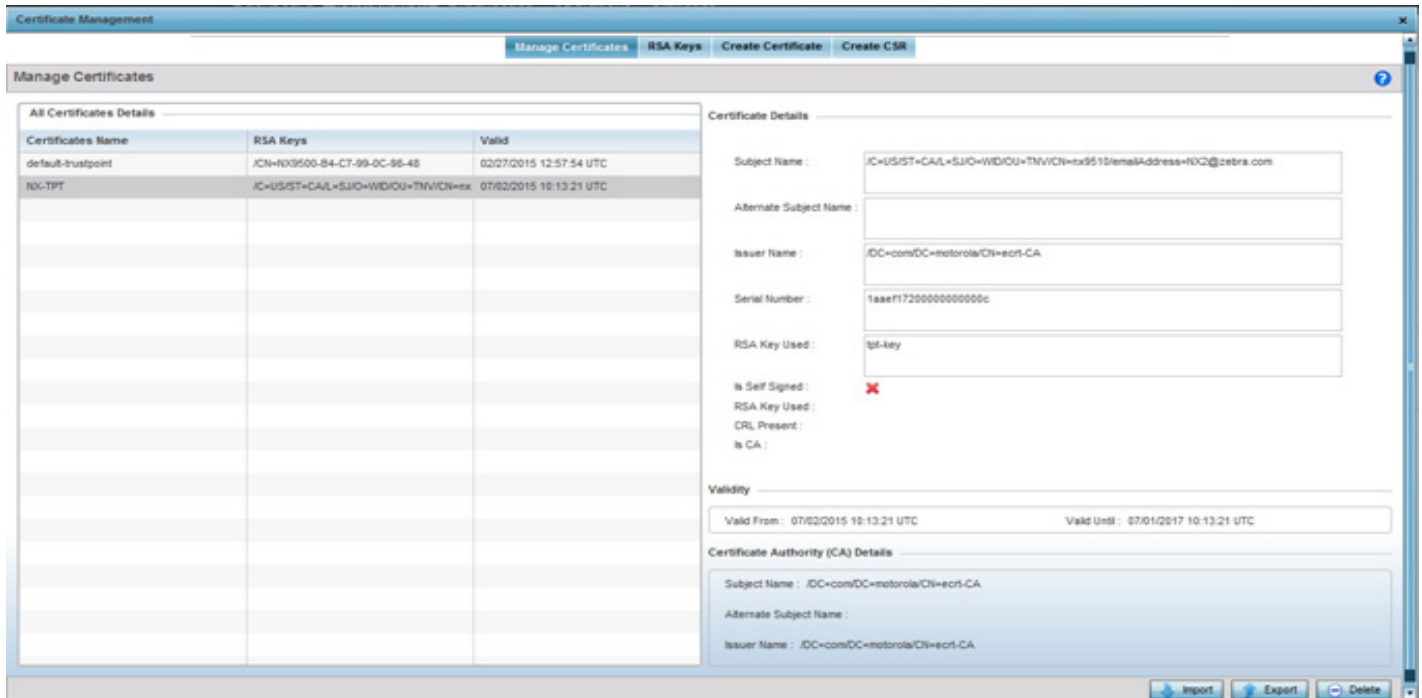 Certificate Management
Manage Certificates RSA Keys Create Certificate Create CSR
Manage Certificates
All Certificates Details
Certificates Name RSA Keys Valid
default-trustpoint /CN=NX9500-B4-C7-99-0C-98-48 02/27/2015 12:57:54 UTC
NX-TPT /C=US/ST=CA/L=SJ/O=WID/OU=TNV/CN=nx 07/02/2015 10:13:21 UTC
Certificate Details
Subject Name : /C=US/ST=CA/L=SJ/O=WID/OU=TNV/CN=nx9510/emailAddress=NX2@zebra.com
Alternate Subject Name :
Issuer Name : /DC=com/DC=motorola/CN=ecrt-CA
Serial Number : 1aaef17200000000000c
RSA Key Used : tpt-key
Is Self Signed :
RSA Key Used :
CRL Present :
Is CA :
Validity
Valid From : 07/02/2015 10:13:21 UTC Valid Until : 07/01/2017 10:13:21 UTC
Certificate Authority (CA) Details
Subject Name : /DC=com/DC=motorola/CN=ecrt-CA
Alternate Subject Name :
Issuer Name : /DC=com/DC=motorola/CN=ecrt-CA
Import Export Delete